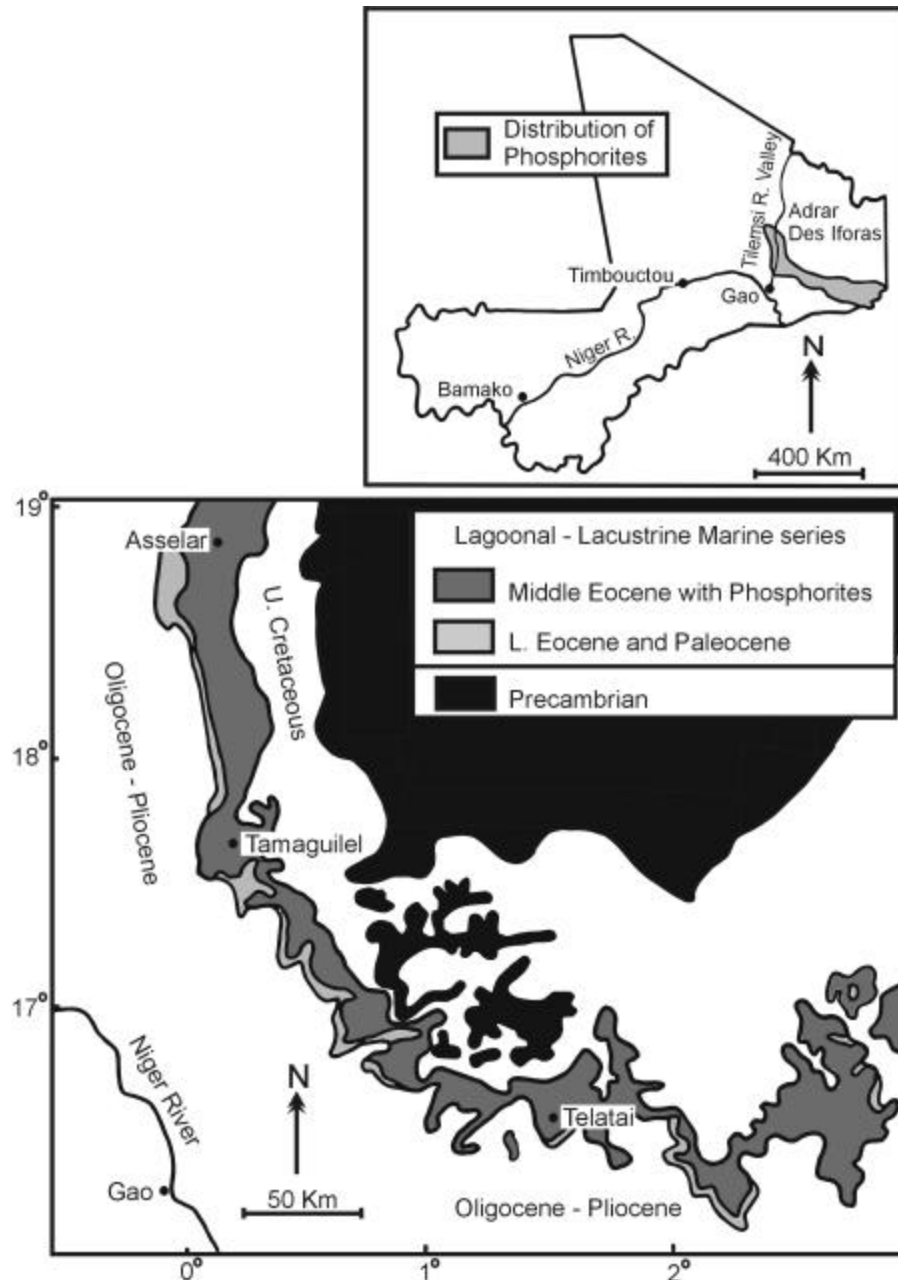 Distribution of
Phosphorites
Tilemsi R. Valley
Adrar
Des Iforas
Timbouctou
Gao
Niger R.
Bamako
N
400 Km
19°
Asselar
Lagoonal - Lacustrine Marine series
Middle Eocene with Phosphorites
L. Eocene and Paleocene
Precambrian
U. Cretaceous
Oligocene - Pliocene
18°
Tamaguilel
17°
Niger River
N
50 Km
Gao
Telatai
Oligocene - Pliocene
0°
1°
2°